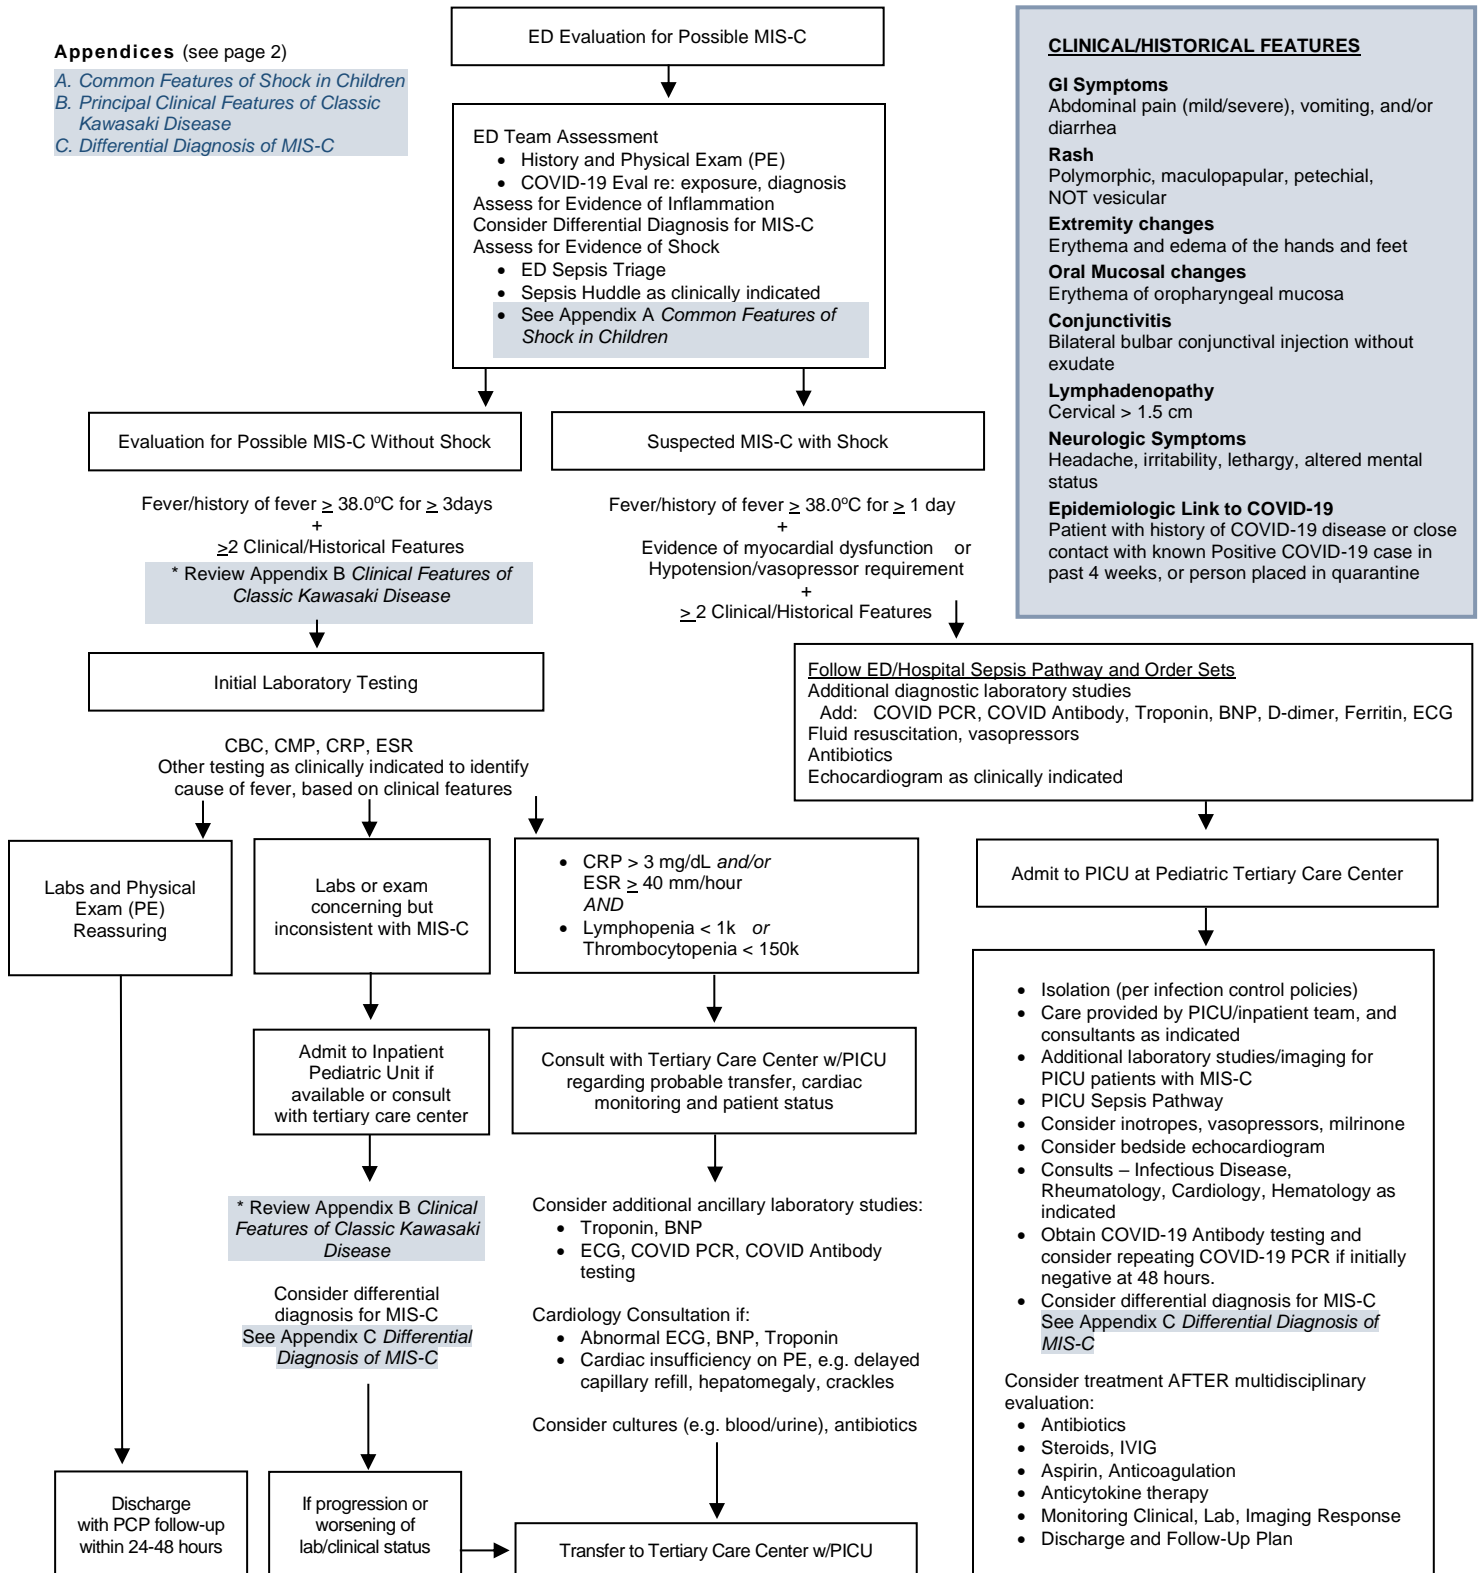 Appendices (see page 2)
A. Common Features of Shock in Children
B. Principal Clinical Features of Classic
Kawasaki Disease
C. Differential Diagnosis of MIS-C
ED Evaluation for Possible MIS-C
ED Team Assessment
• History and Physical Exam (PE)
• COVID-19 Eval re: exposure, diagnosis
Assess for Evidence of Inflammation
Consider Differential Diagnosis for MIS-C
Assess for Evidence of Shock
• ED Sepsis Triage
• Sepsis Huddle as clinically indicated
• See Appendix A Common Features of
Shock in Children
CLINICAL/HISTORICAL FEATURES
GI Symptoms
Abdominal pain (mild/severe), vomiting, and/or
diarrhea
Rash
Polymorphic, maculopapular, petechial,
NOT vesicular
Extremity changes
Erythema and edema of the hands and feet
Oral Mucosal changes
Erythema of oropharyngeal mucosa
Conjunctivitis
Bilateral bulbar conjunctival injection without
exudate
Lymphadenopathy
Cervical > 1.5 cm
Neurologic Symptoms
Headache, irritability, lethargy, altered mental
status
Epidemiologic Link to COVID-19
Patient with history of COVID-19 disease or close
contact with known Positive COVID-19 case in
past 4 weeks, or person placed in quarantine
Evaluation for Possible MIS-C Without Shock
Fever/history of fever ≥ 38.0ºC for ≥ 3days
+
≥2 Clinical/Historical Features
* Review Appendix B Clinical Features of
Classic Kawasaki Disease
Initial Laboratory Testing
CBC, CMP, CRP, ESR
Other testing as clinically indicated to identify
cause of fever, based on clinical features
Suspected MIS-C with Shock
Fever/history of fever ≥ 38.0ºC for ≥ 1 day
+
Evidence of myocardial dysfunction or
Hypotension/vasopressor requirement
+
≥ 2 Clinical/Historical Features
Follow ED/Hospital Sepsis Pathway and Order Sets
Additional diagnostic laboratory studies
Add: COVID PCR, COVID Antibody, Troponin, BNP, D-dimer, Ferritin, ECG
Fluid resuscitation, vasopressors
Antibiotics
Echocardiogram as clinically indicated
Labs and Physical
Exam (PE)
Reassuring
Discharge
with PCP follow-up
within 24-48 hours
Labs or exam
concerning but
inconsistent with MIS-C
Admit to Inpatient
Pediatric Unit if
available or consult
with tertiary care center
* Review Appendix B Clinical
Features of Classic Kawasaki
Disease
Consider differential
diagnosis for MIS-C
See Appendix C Differential
Diagnosis of MIS-C
If progression or
worsening of
lab/clinical status
• CRP > 3 mg/dL and/or
ESR ≥ 40 mm/hour
AND
• Lymphopenia < 1k or
Thrombocytopenia < 150k
Consult with Tertiary Care Center w/PICU
regarding probable transfer, cardiac
monitoring and patient status
Consider additional ancillary laboratory studies:
• Troponin, BNP
• ECG, COVID PCR, COVID Antibody
testing
Cardiology Consultation if:
• Abnormal ECG, BNP, Troponin
• Cardiac insufficiency on PE, e.g. delayed
capillary refill, hepatomegaly, crackles
Consider cultures (e.g. blood/urine), antibiotics
Transfer to Tertiary Care Center w/PICU
Admit to PICU at Pediatric Tertiary Care Center
• Isolation (per infection control policies)
• Care provided by PICU/inpatient team, and
consultants as indicated
• Additional laboratory studies/imaging for
PICU patients with MIS-C
• PICU Sepsis Pathway
• Consider inotropes, vasopressors, milrinone
• Consider bedside echocardiogram
• Consults – Infectious Disease,
Rheumatology, Cardiology, Hematology as
indicated
• Obtain COVID-19 Antibody testing and
consider repeating COVID-19 PCR if initially
negative at 48 hours.
• Consider differential diagnosis for MIS-C
See Appendix C Differential Diagnosis of
MIS-C
Consider treatment AFTER multidisciplinary
evaluation:
• Antibiotics
• Steroids, IVIG
• Aspirin, Anticoagulation
• Anticytokine therapy
• Monitoring Clinical, Lab, Imaging Response
• Discharge and Follow-Up Plan